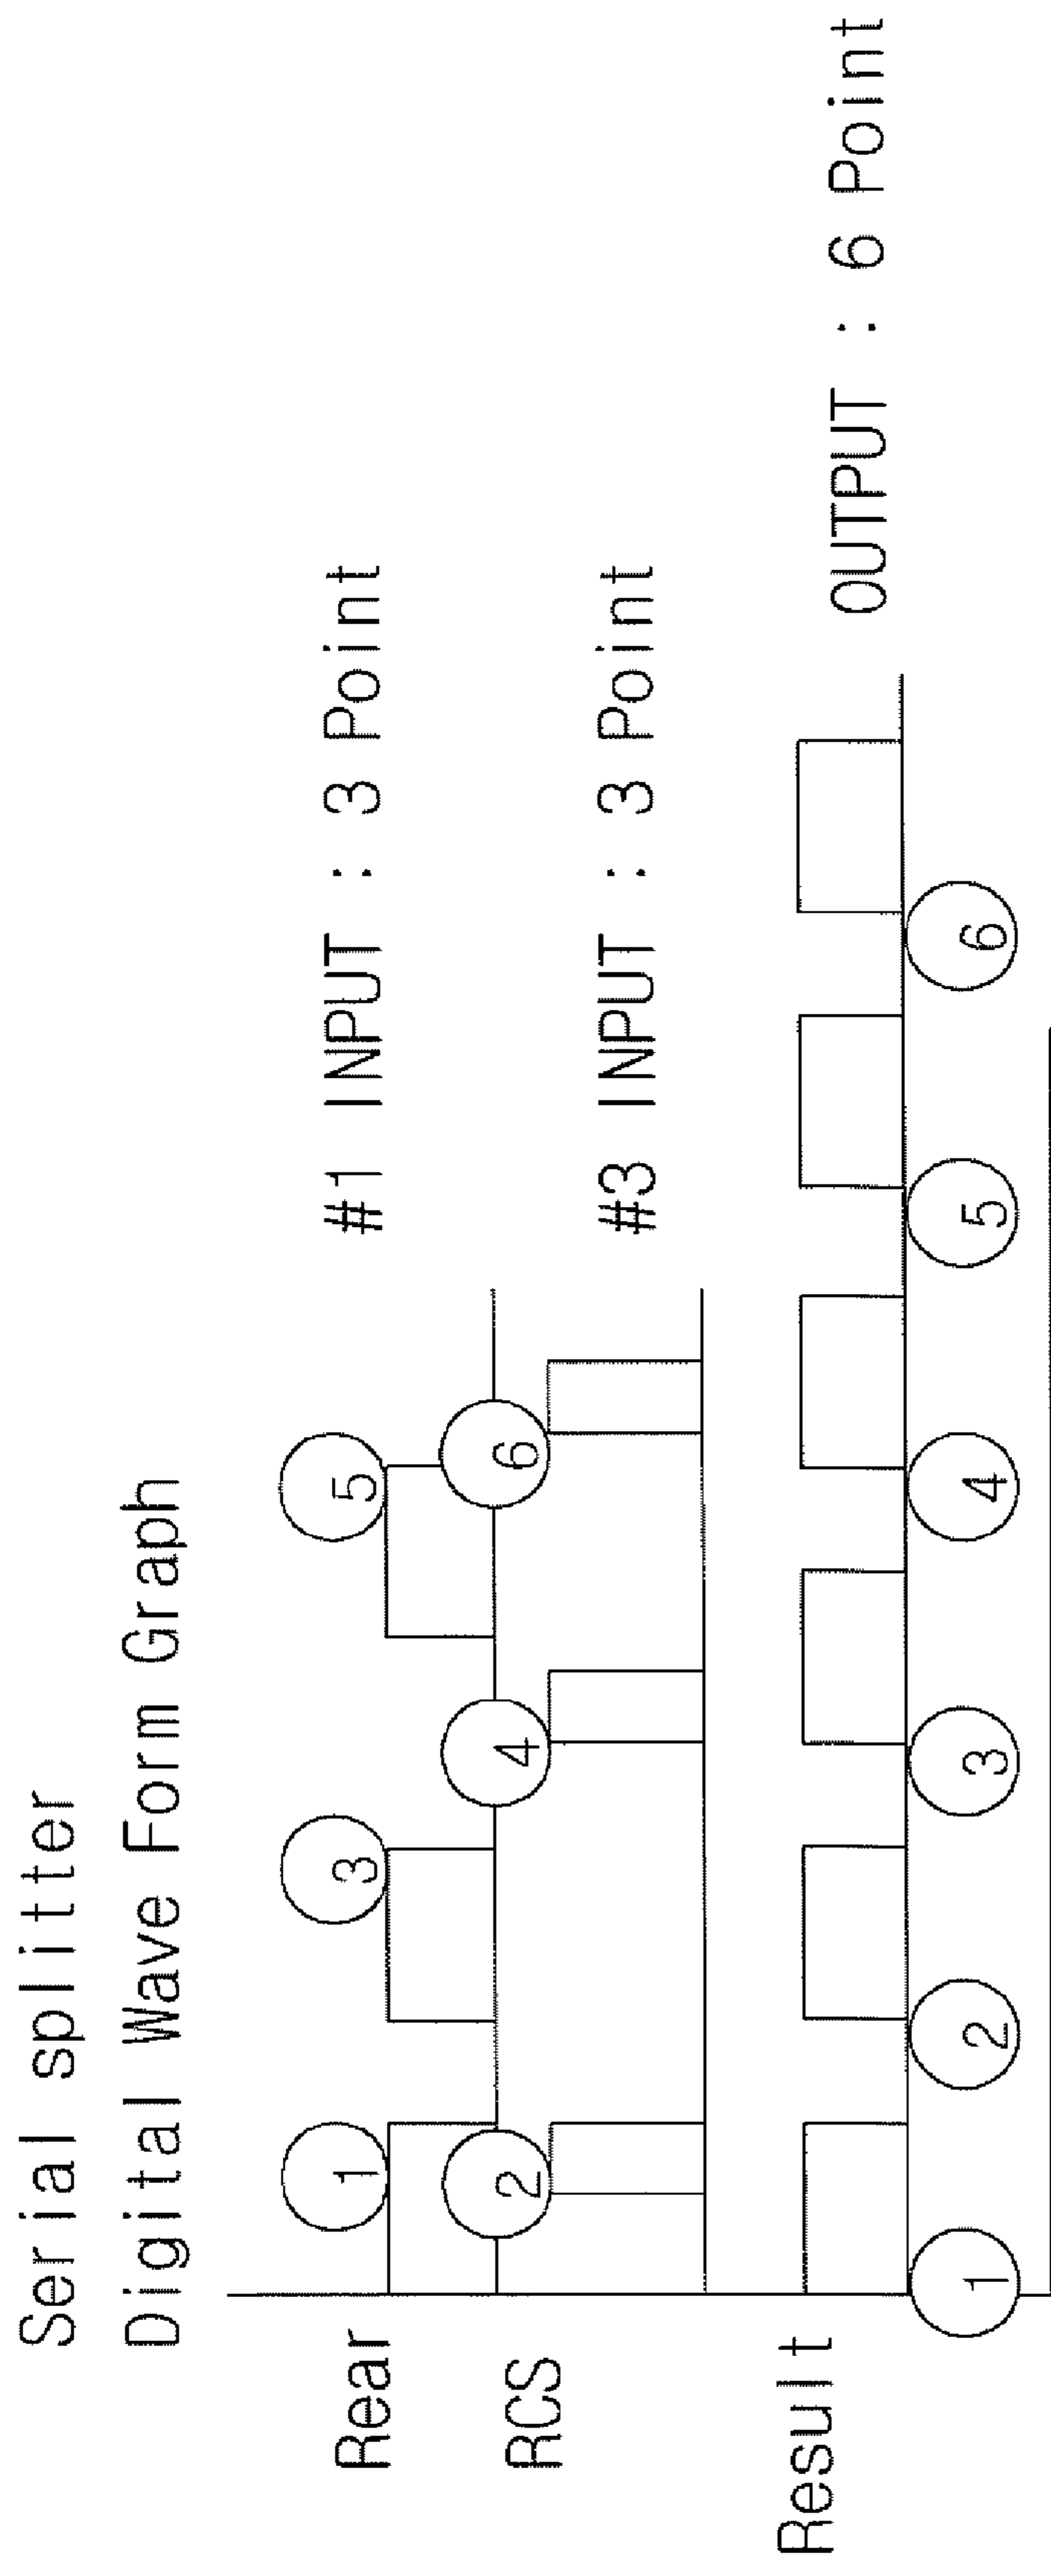 Serial splitter
Digital Wave Form Graph
1 3 5
Rear #1 INPUT : 3 Point
2 4 6
RCS #3 INPUT : 3 Point
Result OUTPUT : 6 Point
1 2 3 4 5 6